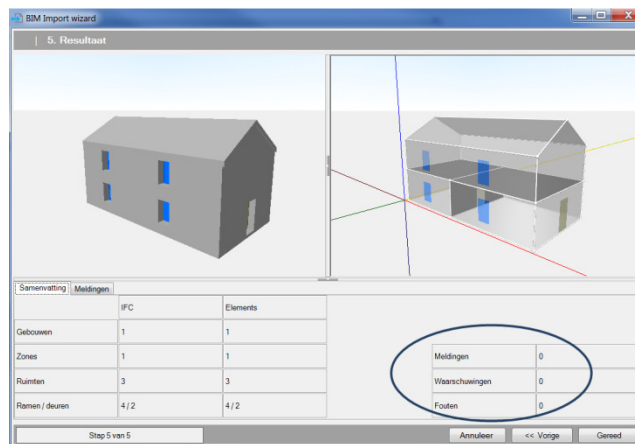 BIM Import wizard
| 5. Resultaat
Samenvatting Meldingen
IFC Elements
Gebouwen 1 1
Zones 1 1 Meldingen 0
Ruimten 3 3 Waarschuwingen 0
Ramen / deuren 4 / 2 4 / 2 Fouten 0
Stap 5 van 5 Annuleer << Vorige Gereed